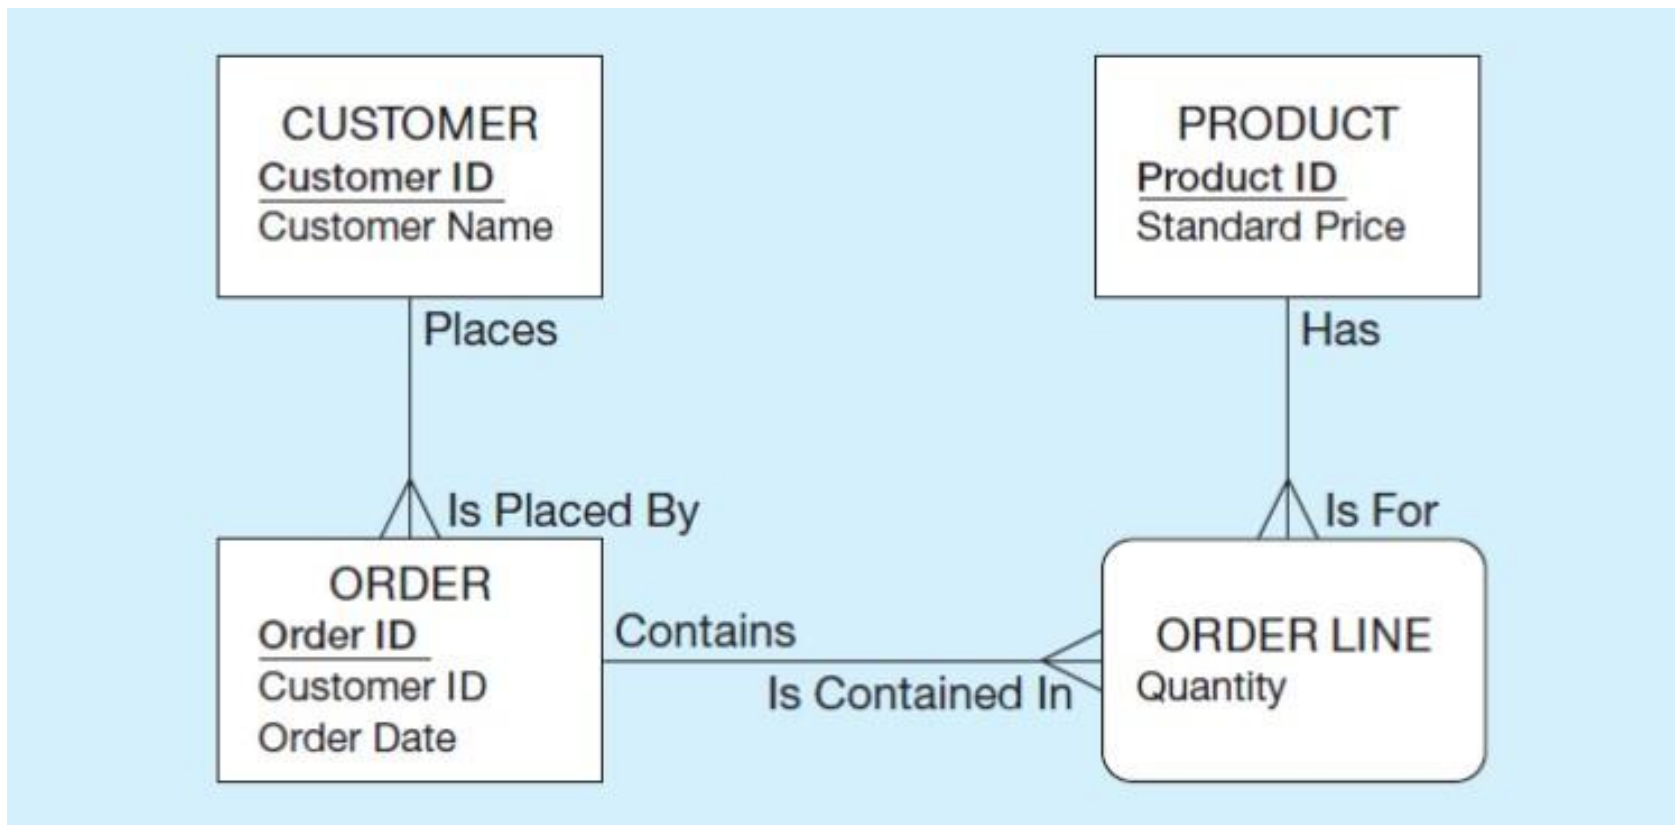 CUSTOMER
Customer ID
Customer Name
Places
Is Placed By
ORDER
Order ID
Customer ID
Order Date
Contains
Is Contained In
PRODUCT
Product ID
Standard Price
Has
Is For
ORDER LINE
Quantity